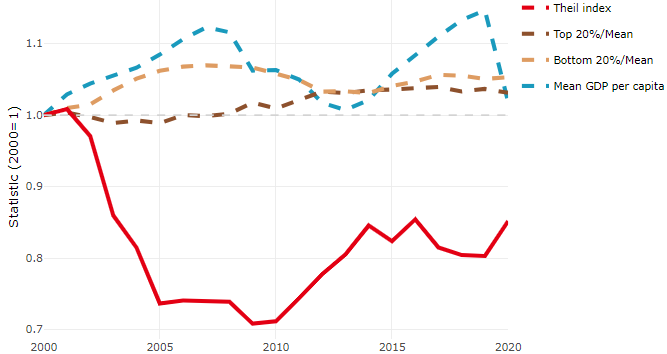 Theil index
Top 20%/Mean
Bottom 20%/Mean
Mean GDP per capita
Statistic (2000=1)
1.1
1.0
0.9
0.8
0.7
2000 2005 2010 2015 2020